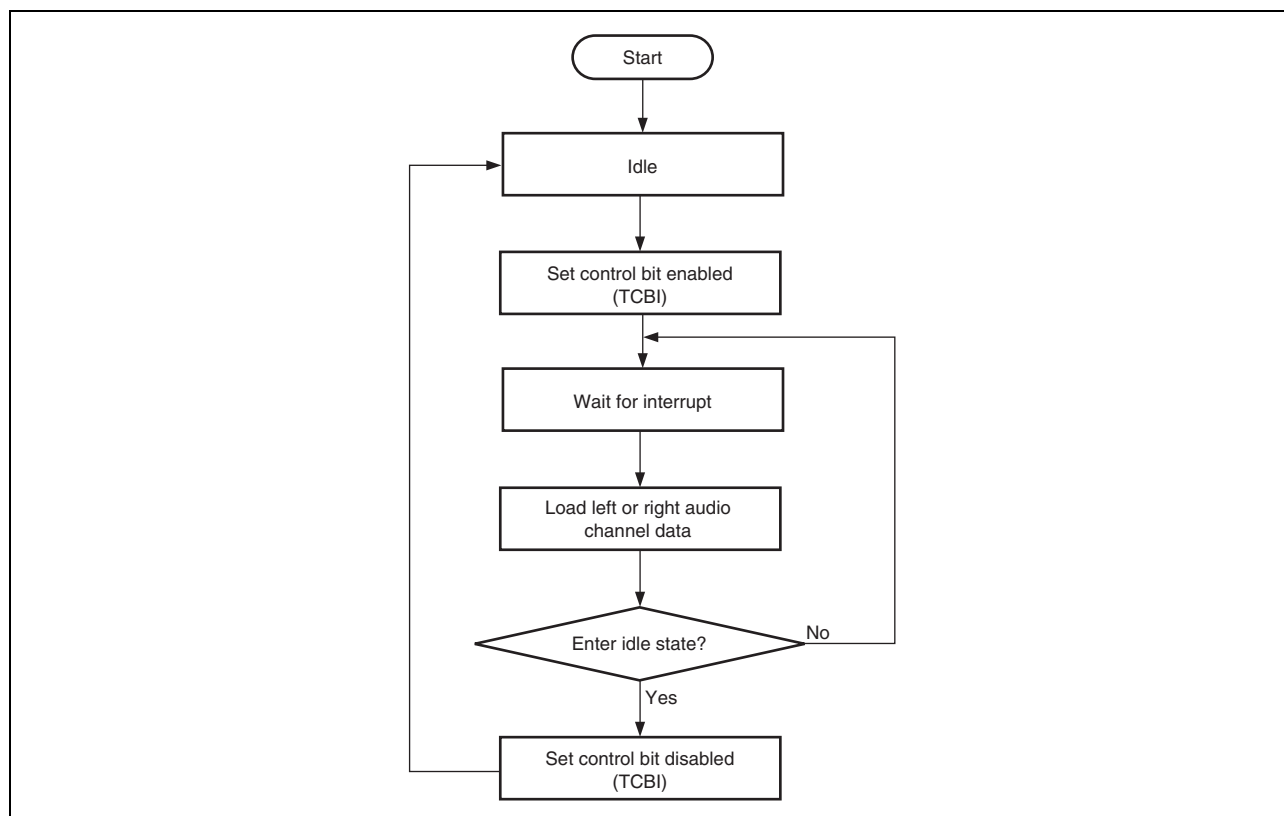 Start
Idle
Set control bit enabled
(TCBI)
Wait for interrupt
Load left or right audio
channel data
Enter idle state?
No
Yes
Set control bit disabled
(TCBI)